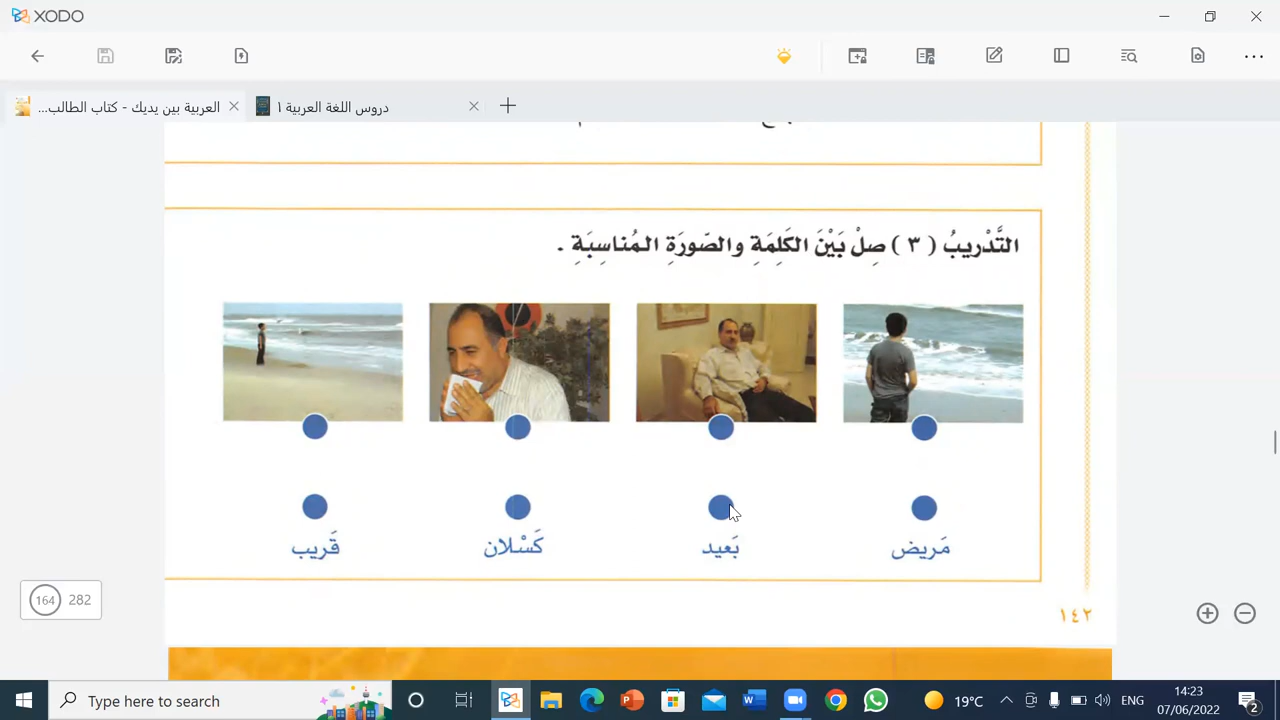 XODO
العربية بين يديك - كتاب الطالب...
دروس اللغة العربية ١
التَّدْريبُ ( ٣ ) صِلْ بَيْنَ الكَلِمَةِ والصّورَةِ المُناسِبَةِ .
مَريض
بَعيد
كَسْلان
قَريب
١٤٢
164 282
Type here to search
19°C
ENG
14:23
07/06/2022
2